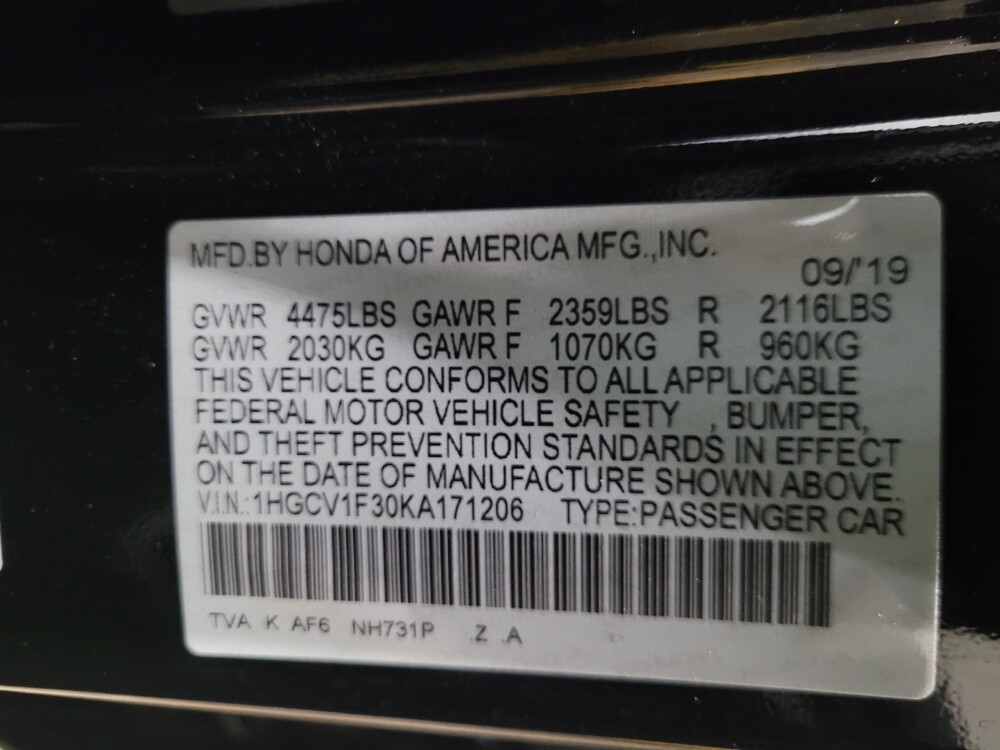 MFD.BY HONDA OF AMERICA MFG.,INC.
09/'19
GVWR 4475LBS GAWR F 2359LBS R 2116LBS
GVWR 2030KG GAWR F 1070KG R 960KG
THIS VEHICLE CONFORMS TO ALL APPLICABLE
FEDERAL MOTOR VEHICLE SAFETY , BUMPER,
AND THEFT PREVENTION STANDARDS IN EFFECT
ON THE DATE OF MANUFACTURE SHOWN ABOVE.
V.I.N.:1HGCV1F30KA171206 TYPE:PASSENGER CAR
TVA K AF6 NH731P .Z .A